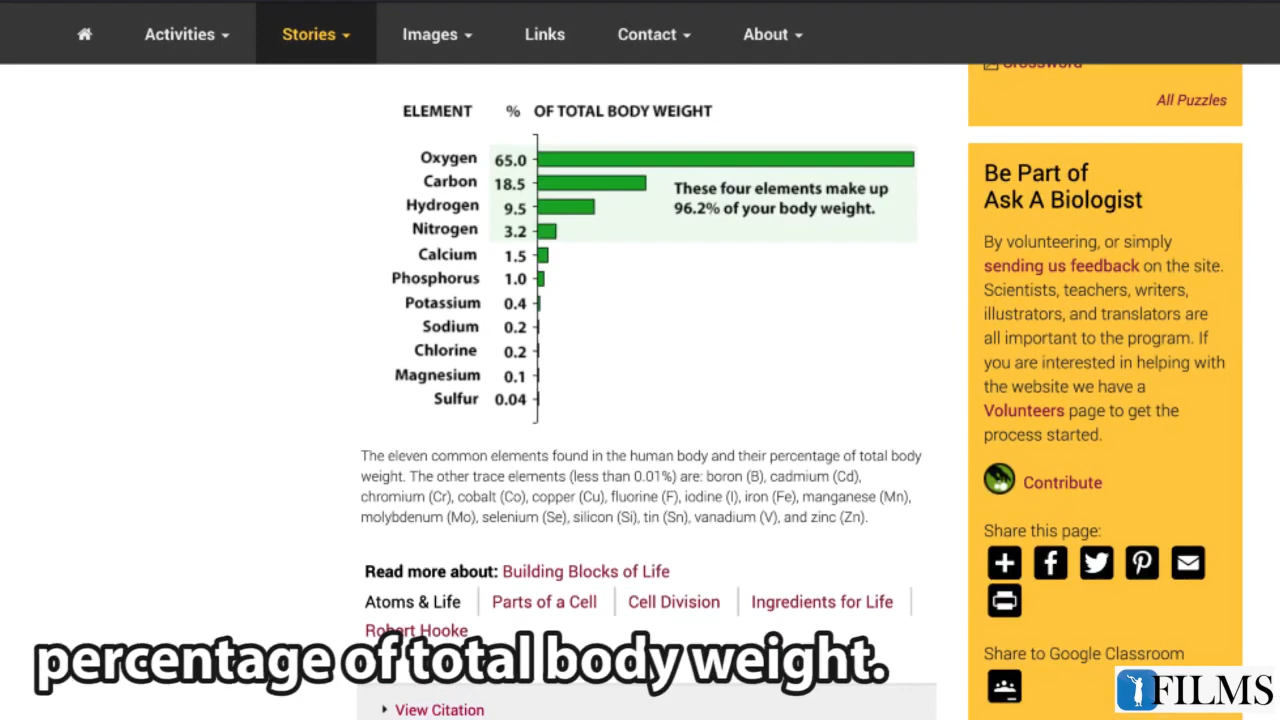 Activities
Stories
Images
Links
Contact
About
ELEMENT % OF TOTAL BODY WEIGHT
Oxygen 65.0
Carbon 18.5
Hydrogen 9.5
Nitrogen 3.2
Calcium 1.5
Phosphorus 1.0
Potassium 0.4
Sodium 0.2
Chlorine 0.2
Magnesium 0.1
Sulfur 0.04
These four elements make up
96.2% of your body weight.
The eleven common elements found in the human body and their percentage of total body
weight. The other trace elements (less than 0.01%) are: boron (B), cadmium (Cd),
chromium (Cr), cobalt (Co), copper (Cu), fluorine (F), iodine (I), iron (Fe), manganese (Mn),
molybdenum (Mo), selenium (Se), silicon (Si), tin (Sn), vanadium (V), and zinc (Zn).
Read more about: Building Blocks of Life
Atoms & Life
Parts of a Cell
Cell Division
Ingredients for Life
Robert Hooke
percentage of total body weight.
View Citation
Crossword
All Puzzles
Be Part of
Ask A Biologist
By volunteering, or simply
sending us feedback on the site.
Scientists, teachers, writers,
illustrators, and translators are
all important to the program. If
you are interested in helping with
the website we have a
Volunteers page to get the
process started.
Contribute
Share this page:
Share to Google Classroom
FILMS